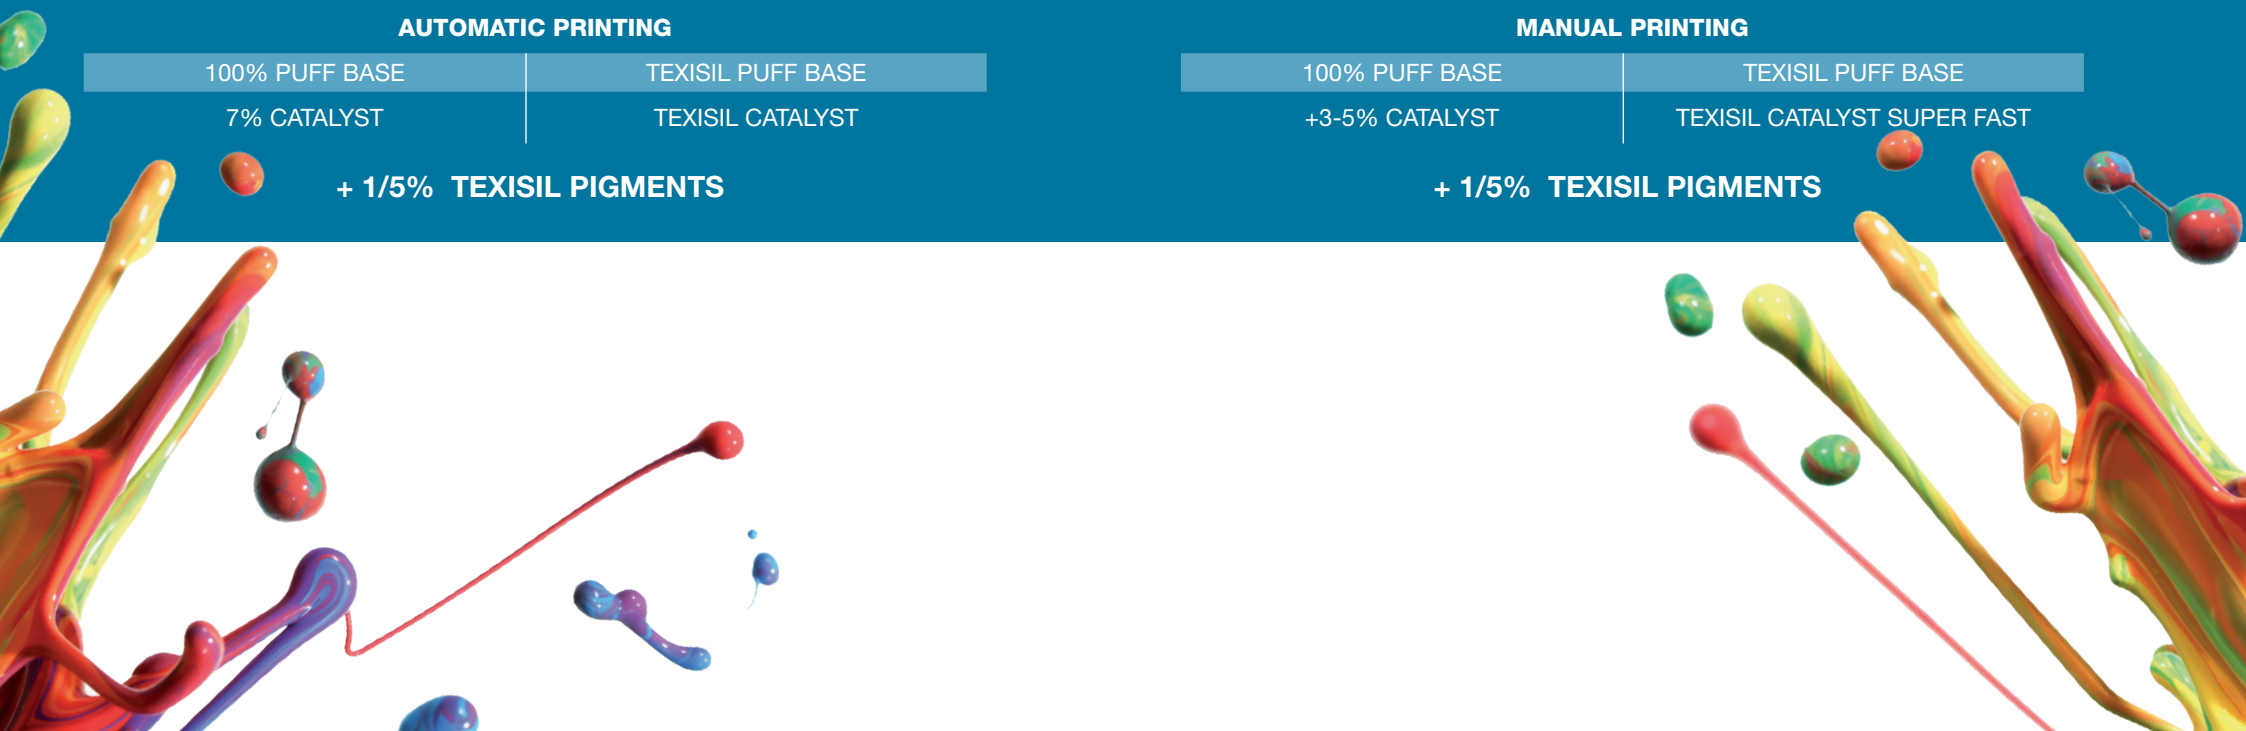 AUTOMATIC PRINTING
100% PUFF BASE TEXISIL PUFF BASE
7% CATALYST TEXISIL CATALYST
+ 1/5% TEXISIL PIGMENTS
MANUAL PRINTING
100% PUFF BASE TEXISIL PUFF BASE
+3-5% CATALYST TEXISIL CATALYST SUPER FAST
+ 1/5% TEXISIL PIGMENTS